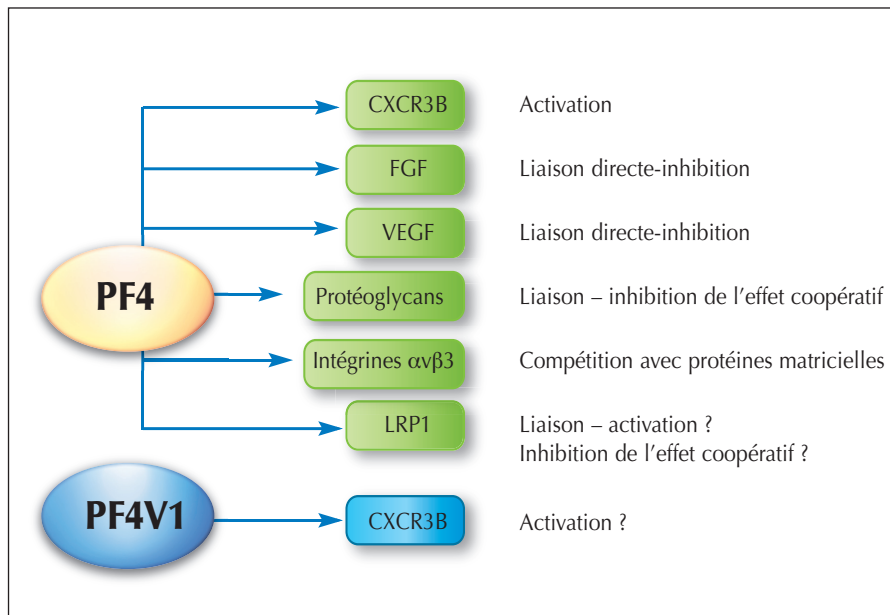 CXCR3B Activation
FGF Liaison directe-inhibition
VEGF Liaison directe-inhibition
PF4
Protéoglycans Liaison – inhibition de l’effet coopératif
Intégrines αvβ3 Compétition avec protéines matricielles
LRP1 Liaison – activation ?
Inhibition de l’effet coopératif ?
PF4V1 CXCR3B Activation ?